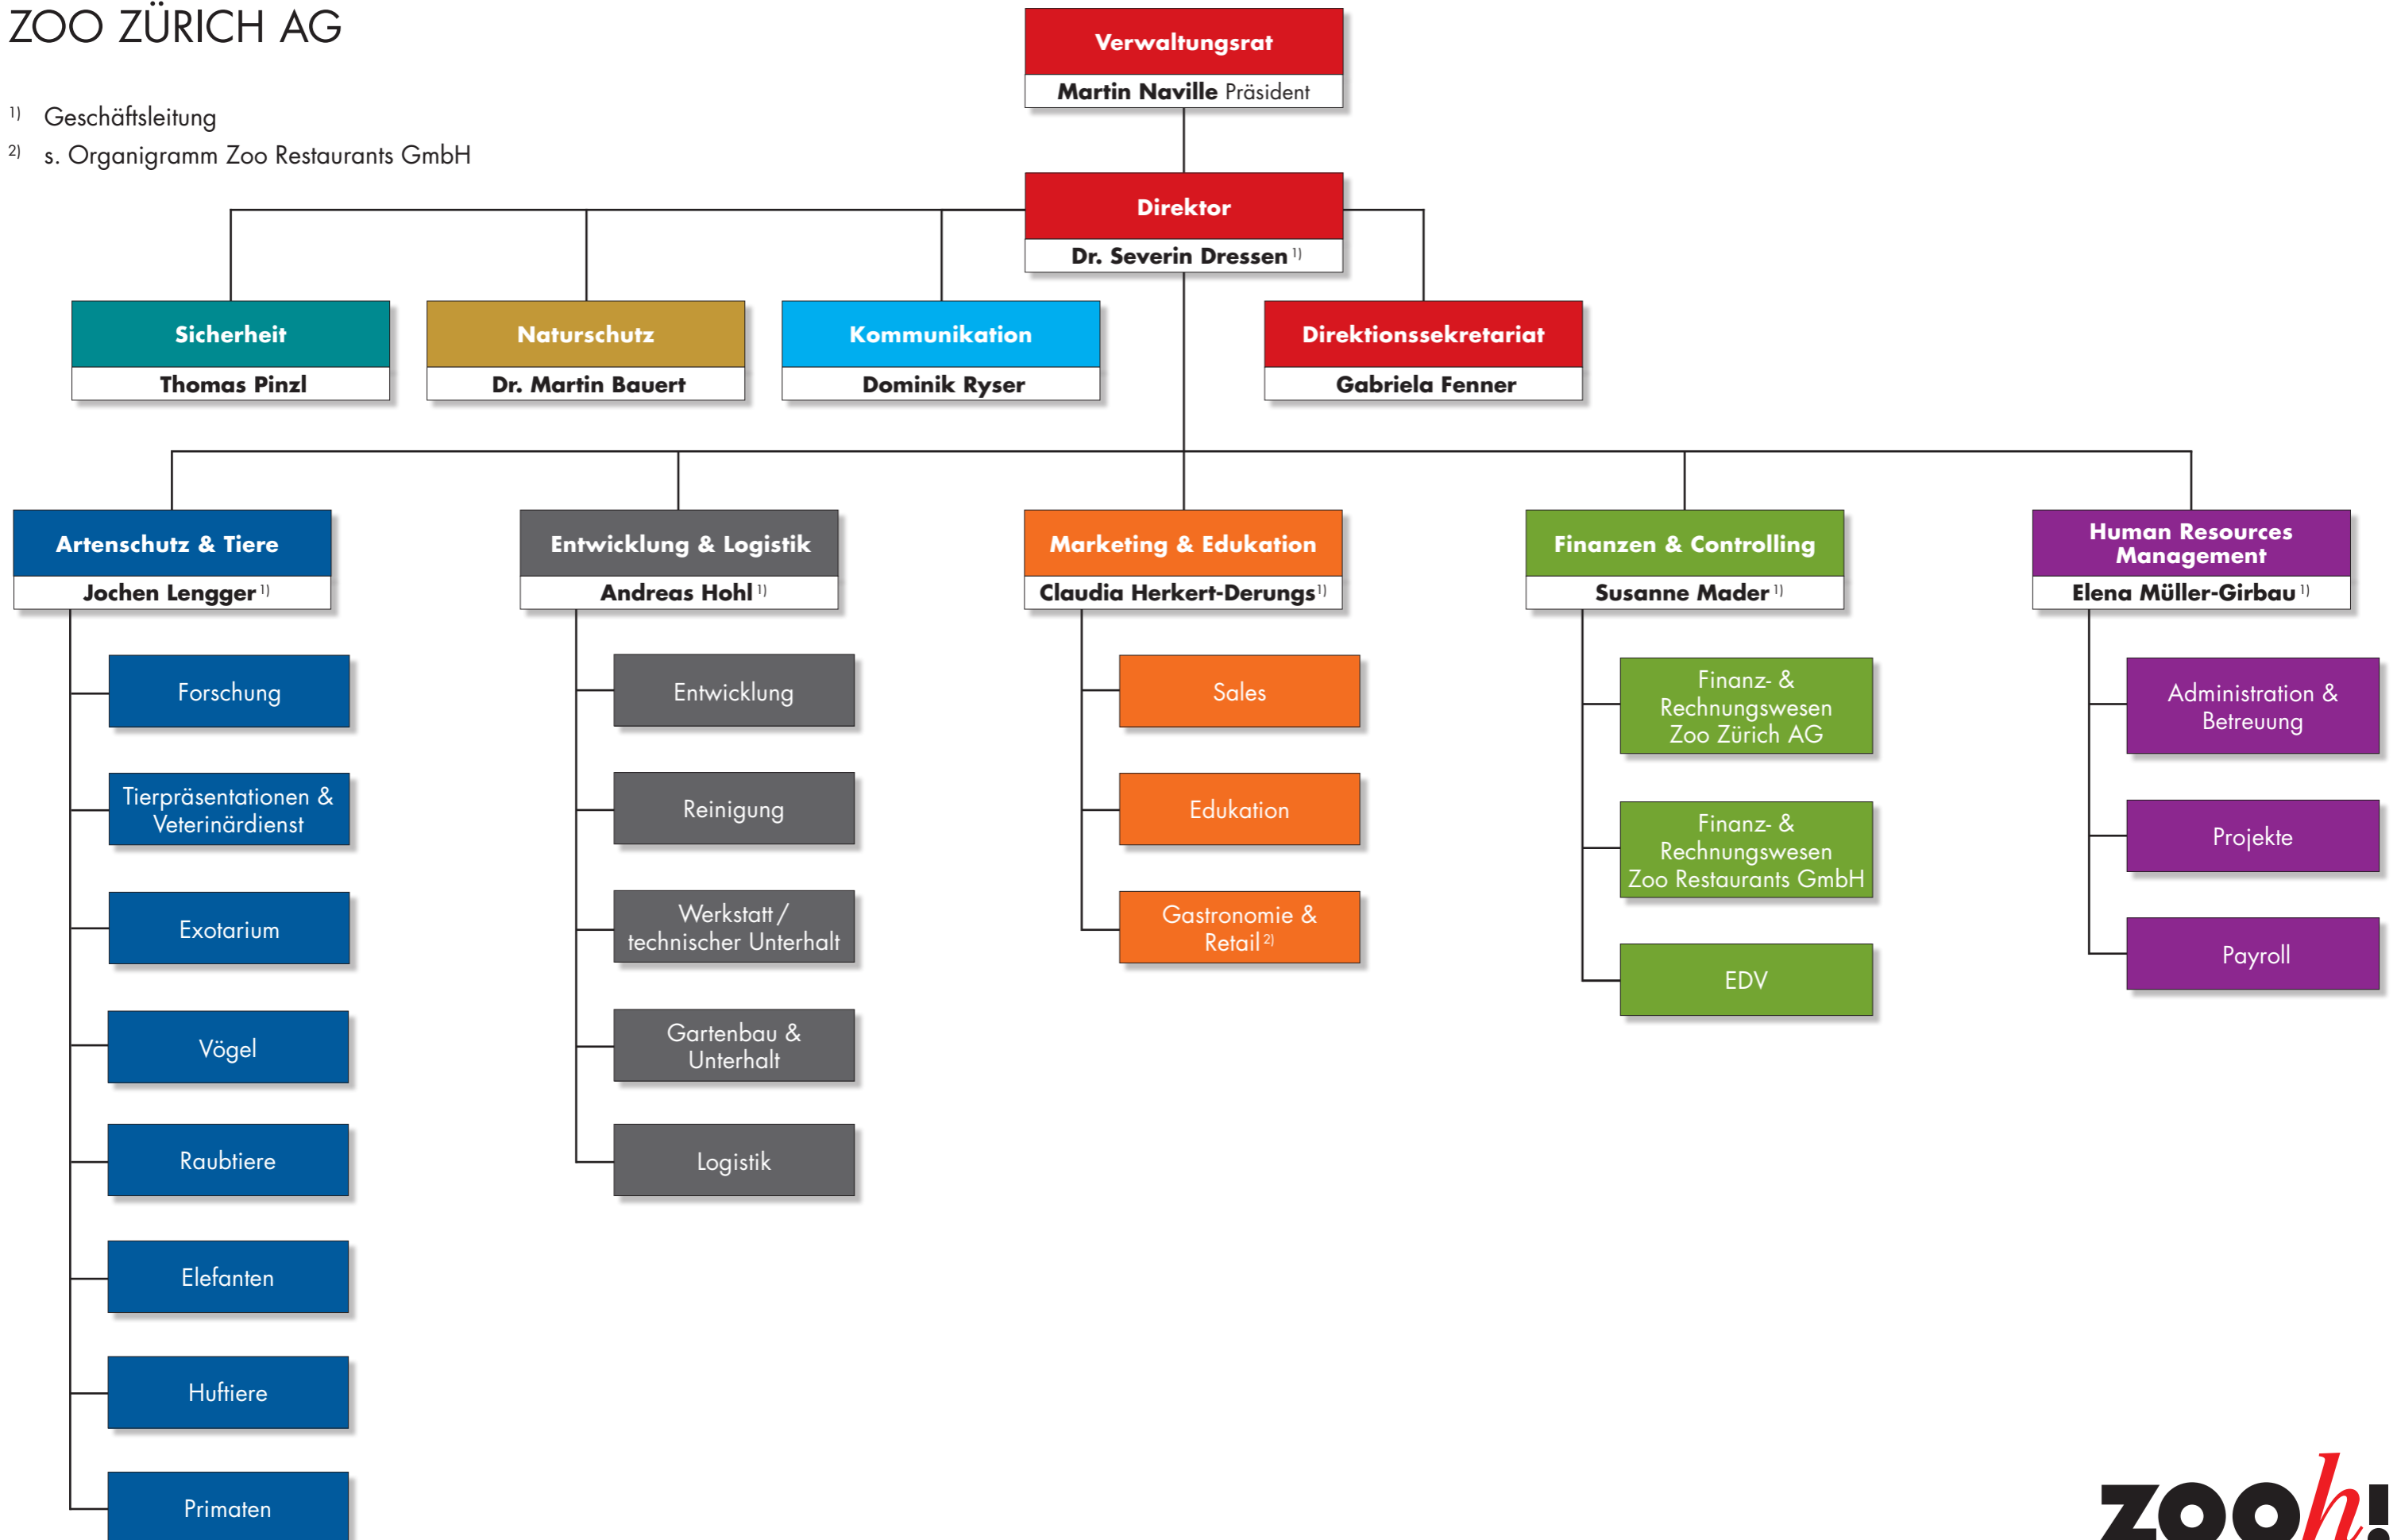 ZOO ZÜRICH AG
1) Geschäftsleitung
2) s. Organigramm Zoo Restaurants GmbH
Verwaltungsrat
Martin Naville Präsident
Direktor
Dr. Severin Dressen 1)
Sicherheit
Thomas Pinzl
Naturschutz
Dr. Martin Bauert
Kommunikation
Dominik Ryser
Direktionssekretariat
Gabriela Fenner
Artenschutz & Tiere
Jochen Lengger 1)
Forschung
Tierpräsentationen &
Veterinärdienst
Exotarium
Vögel
Raubtiere
Elefanten
Huftiere
Primaten
Entwicklung & Logistik
Andreas Hohl 1)
Entwicklung
Reinigung
Werkstatt /
technischer Unterhalt
Gartenbau &
Unterhalt
Logistik
Marketing & Edukation
Claudia Herkert-Derungs 1)
Sales
Edukation
Gastronomie &
Retail 2)
Finanzen & Controlling
Susanne Mader 1)
Finanz- &
Rechnungswesen
Zoo Zürich AG
Finanz- &
Rechnungswesen
Zoo Restaurants GmbH
EDV
Human Resources
Management
Elena Müller-Girbau 1)
Administration &
Betreuung
Projekte
Payroll
zooh!